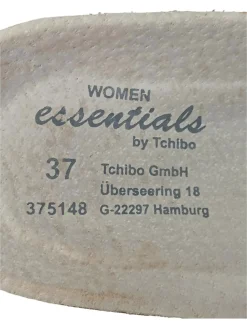 WOMEN
essentials
by Tchibo
37 Tchibo GmbH
Überseering 18
375148 G-22297 Hamburg